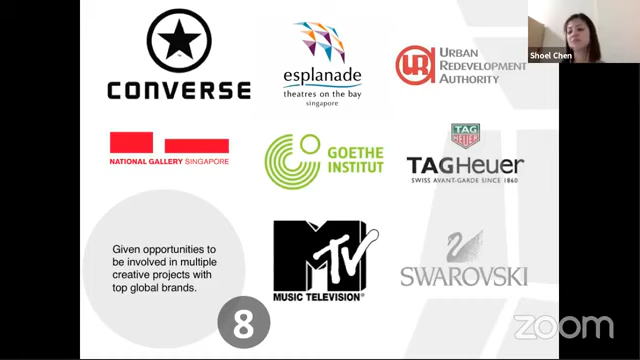 CONVERSE
esplanade
theatres on the bay
singapore
URA
URBAN
REDEVELOPMENT
AUTHORITY
Shoel Chen
NATIONAL GALLERY SINGAPORE
GOETHE
INSTITUT
TAG
HEUER
TAGHeuer
SWISS AVANT-GARDE SINCE 1860
Given opportunities to
be involved in multiple
creative projects with
top global brands.
8
MTV
MUSIC TELEVISION®
SWAROVSKI
zoom